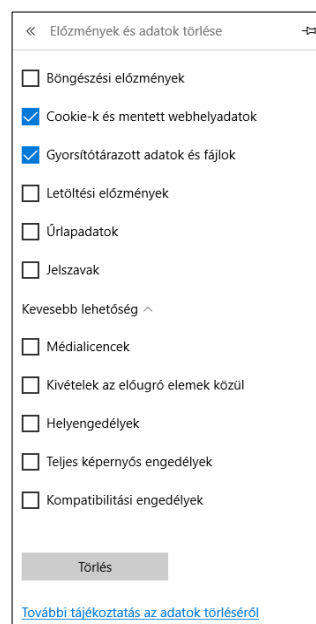 Előzmények és adatok törlése
Böngészési előzmények
Cookie-k és mentett webhelyadatok
Gyorsítótárazott adatok és fájlok
Letöltési előzmények
Űrlapadatok
Jelszavak
Kevesebb lehetőség
Médialicencek
Kivételek az előugró elemek közül
Helyengedélyek
Teljes képernyős engedélyek
Kompatibilitási engedélyek
Törlés
További tájékoztatás az adatok törléséről